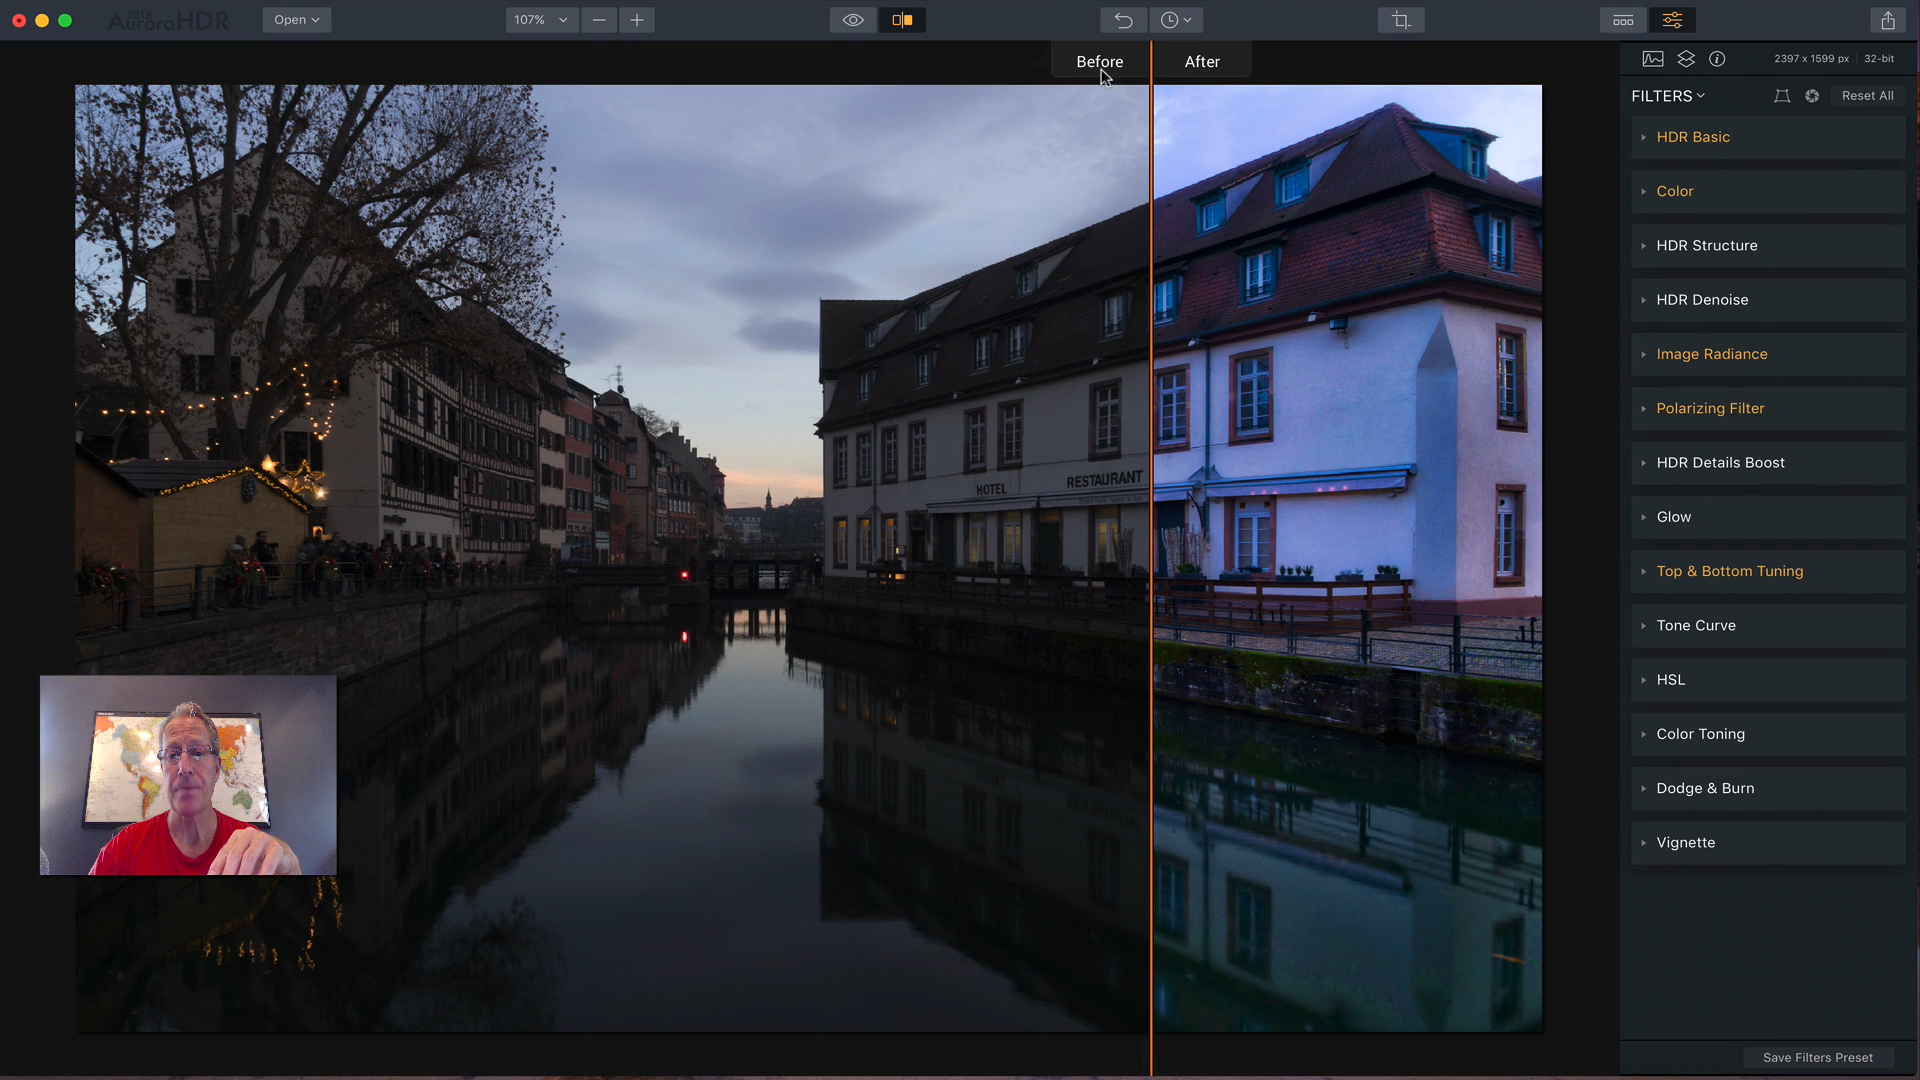 2018
AuroraHDR
Open
107%
Before
After
2397 x 1599 px
32-bit
FILTERS
Reset All
HDR Basic
Color
HDR Structure
HDR Denoise
Image Radiance
Polarizing Filter
HDR Details Boost
Glow
Top & Bottom Tuning
Tone Curve
HSL
Color Toning
Dodge & Burn
Vignette
Save Filters Preset
HOTEL
RESTAURANT